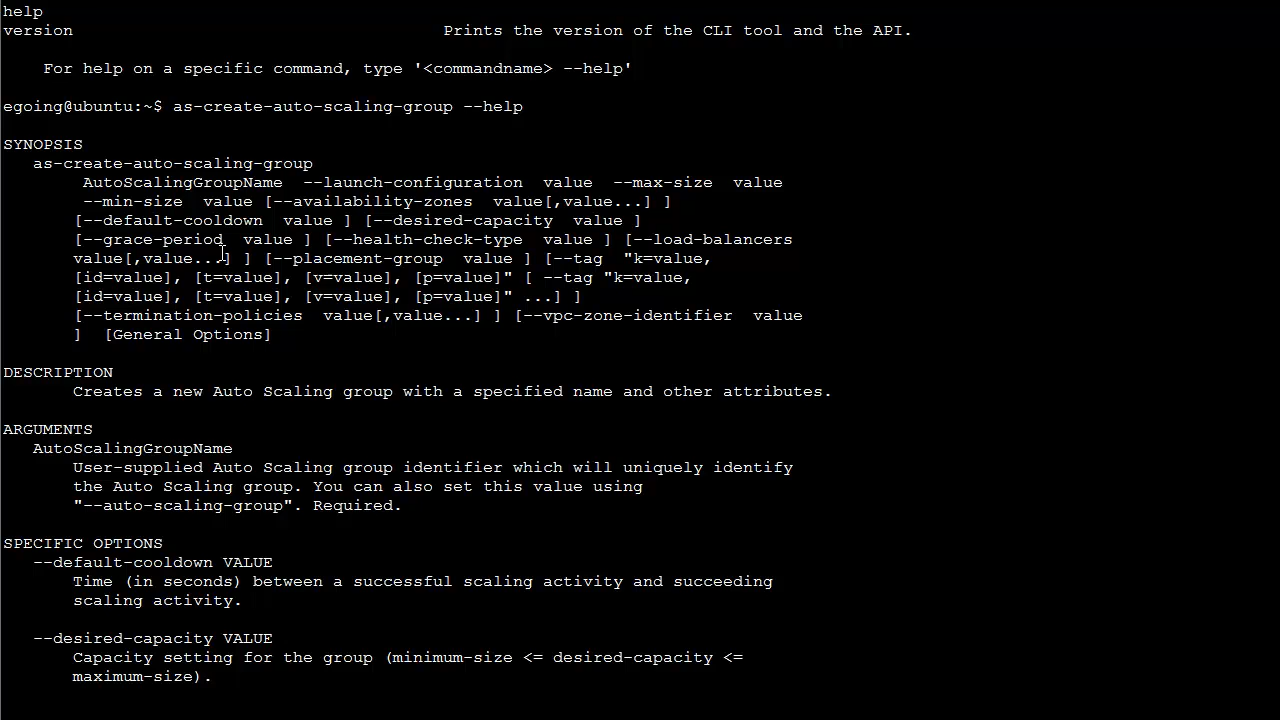 help
version                                     Prints the version of the CLI tool and the API.
    For help on a specific command, type '<commandname> --help'
egoing@ubuntu:~$ as-create-auto-scaling-group --help
SYNOPSIS
   as-create-auto-scaling-group
        AutoScalingGroupName  --launch-configuration  value  --max-size  value
        --min-size  value [--availability-zones  value[,value...] ]
       [--default-cooldown  value ] [--desired-capacity  value ]
       [--grace-period  value ] [--health-check-type  value ] [--load-balancers
       value[,value...] ] [--placement-group  value ] [--tag  "k=value,
       [id=value], [t=value], [v=value], [p=value]" [ --tag "k=value,
       [id=value], [t=value], [v=value], [p=value]" ...] ]
       [--termination-policies  value[,value...] ] [--vpc-zone-identifier  value
       ]  [General Options]
DESCRIPTION
       Creates a new Auto Scaling group with a specified name and other attributes.
ARGUMENTS
   AutoScalingGroupName
       User-supplied Auto Scaling group identifier which will uniquely identify
       the Auto Scaling group. You can also set this value using
       "--auto-scaling-group". Required.
SPECIFIC OPTIONS
   --default-cooldown VALUE
       Time (in seconds) between a successful scaling activity and succeeding
       scaling activity.
   --desired-capacity VALUE
       Capacity setting for the group (minimum-size <= desired-capacity <=
       maximum-size).